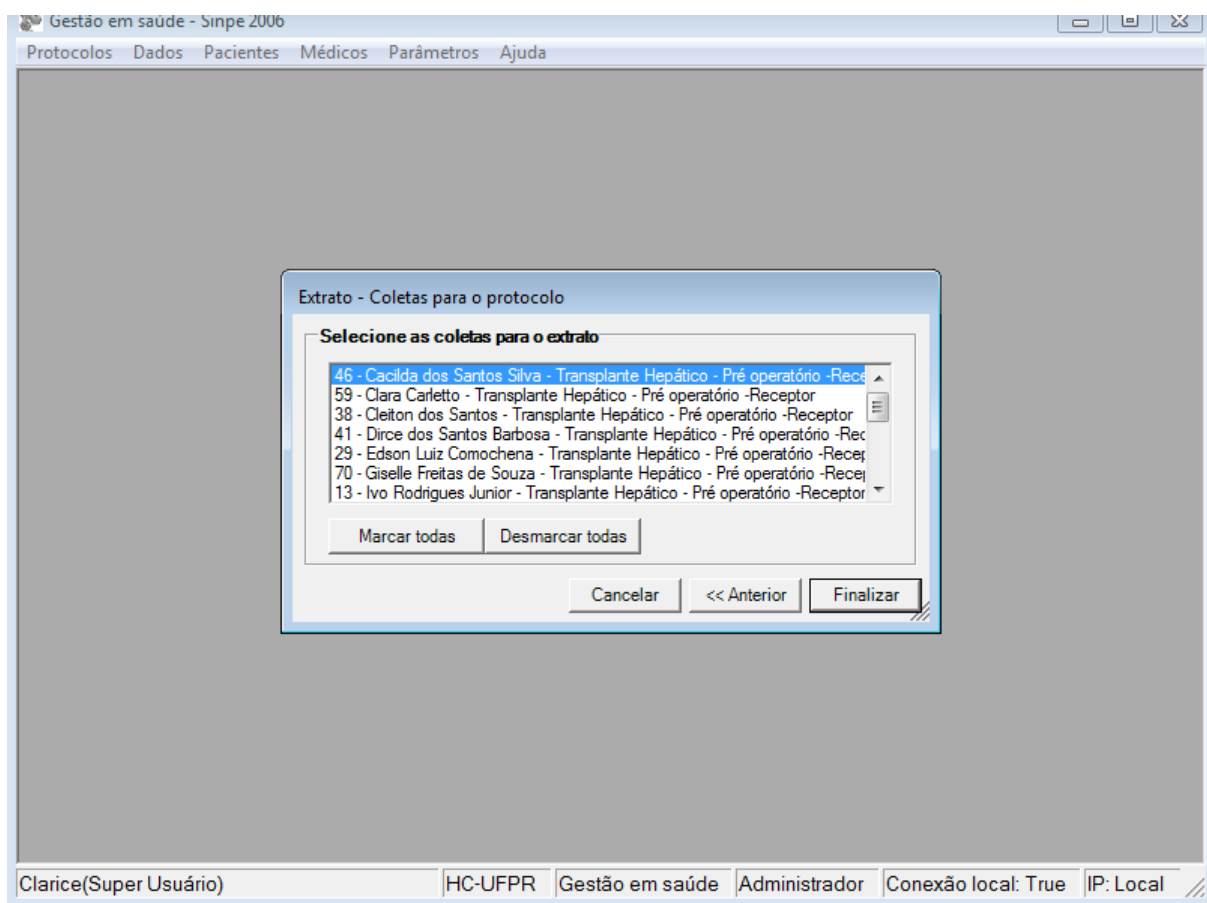 Gestão em saúde - Sinpe 2006
Protocolos Dados Pacientes Médicos Parâmetros Ajuda
Extrato - Coletas para o protocolo
Selecione as coletas para o extrato
46 - Cacilda dos Santos Silva - Transplante Hepático - Pré operatório -Rece
59 - Clara Carletto - Transplante Hepático - Pré operatório -Receptor
38 - Cleiton dos Santos - Transplante Hepático - Pré operatório -Receptor
41 - Dirce dos Santos Barbosa - Transplante Hepático - Pré operatório -Rec
29 - Edson Luiz Comochena - Transplante Hepático - Pré operatório -Recep
70 - Giselle Freitas de Souza - Transplante Hepático - Pré operatório -Recep
13 - Ivo Rodrigues Junior - Transplante Hepático - Pré operatório -Receptor
Marcar todas Desmarcar todas
Cancelar << Anterior Finalizar
Clarice(Super Usuário) HC-UFPR Gestão em saúde Administrador Conexão local: True IP: Local